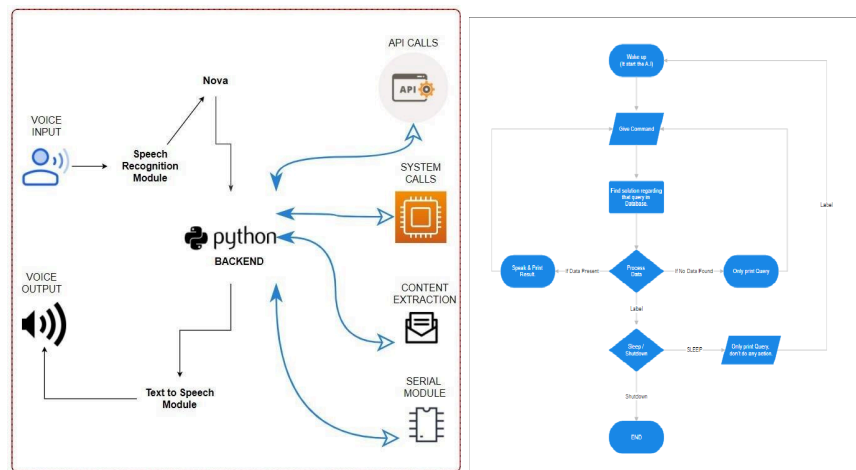 API CALLS
API
Nova
VOICE
INPUT
Speech
Recognition
Module
SYSTEM
CALLS
python
BACKEND
VOICE
OUTPUT
CONTENT
EXTRACTION
Text to Speech
Module
SERIAL
MODULE
Wake up
(It start the A.I)
Give Command
Find solution regarding
that query in
Database.
Label
Speak & Print
Result.
If Data Present
Process
Data
If No Data Found
Only print Query
Label
Sleep /
Shutdown
SLEEP
Only print Query,
don't do any action.
Shutdown
END